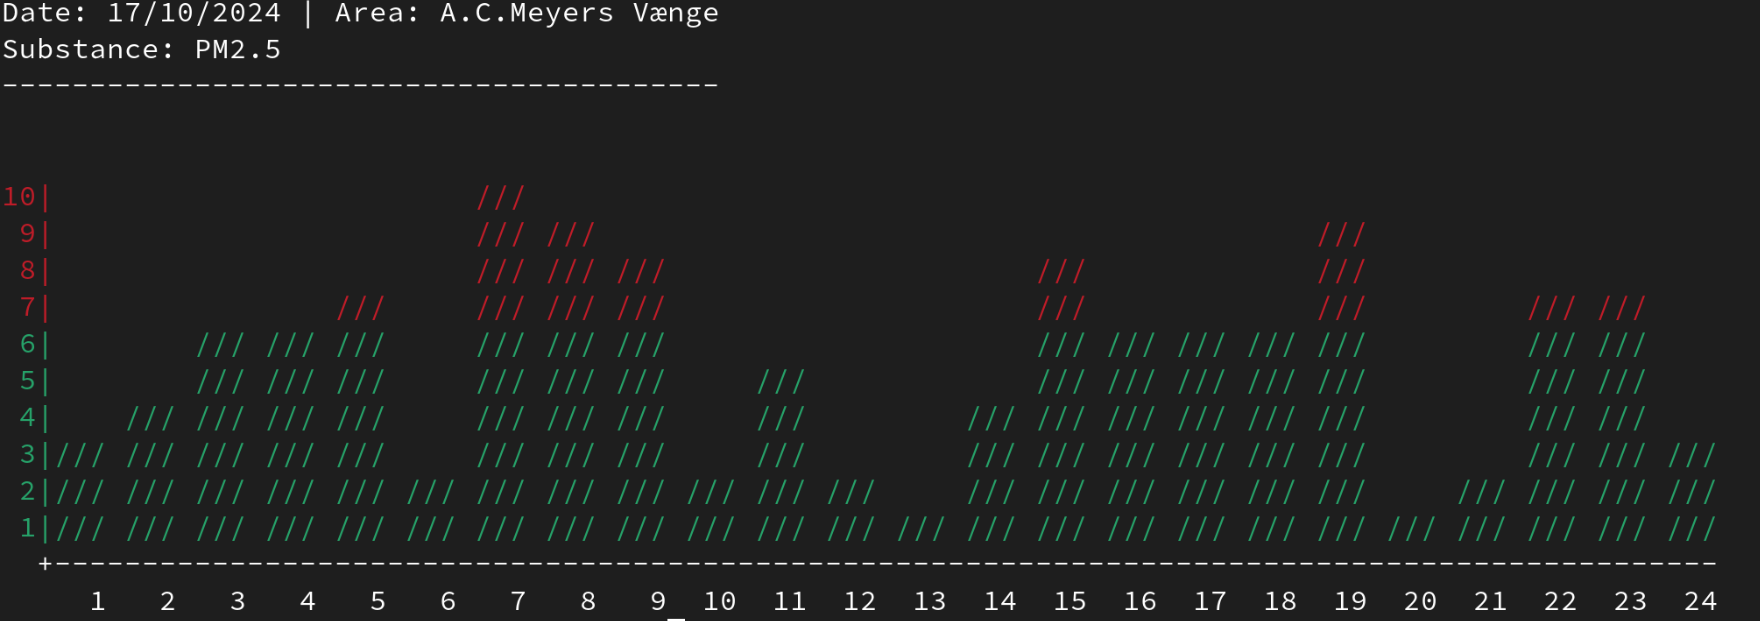 Date: 17/10/2024 | Area: A.C.Meyers Vænge
Substance: PM2.5
-----------------------------------------
10|                        ///
 9|                        /// ///                                         ///
 8|                        /// /// ///                     ///             ///
 7|                ///     /// /// ///                     ///             ///         /// ///
 6|        /// /// ///     /// /// ///                     /// /// /// /// ///         /// ///
 5|        /// /// ///     /// /// ///     ///             /// /// /// /// ///         /// ///
 4|    /// /// /// ///     /// /// ///     ///         /// /// /// /// /// ///         /// ///
 3|/// /// /// /// ///     /// /// ///     ///         /// /// /// /// /// ///         /// /// ///
 2|/// /// /// /// /// /// /// /// /// /// /// ///     /// /// /// /// /// ///     /// /// /// ///
 1|/// /// /// /// /// /// /// /// /// /// /// /// /// /// /// /// /// /// /// /// /// /// /// ///
  +-----------------------------------------------------------------------------------------------
     1   2   3   4   5   6   7   8   9  10  11  12  13  14  15  16  17  18  19  20  21  22  23  24